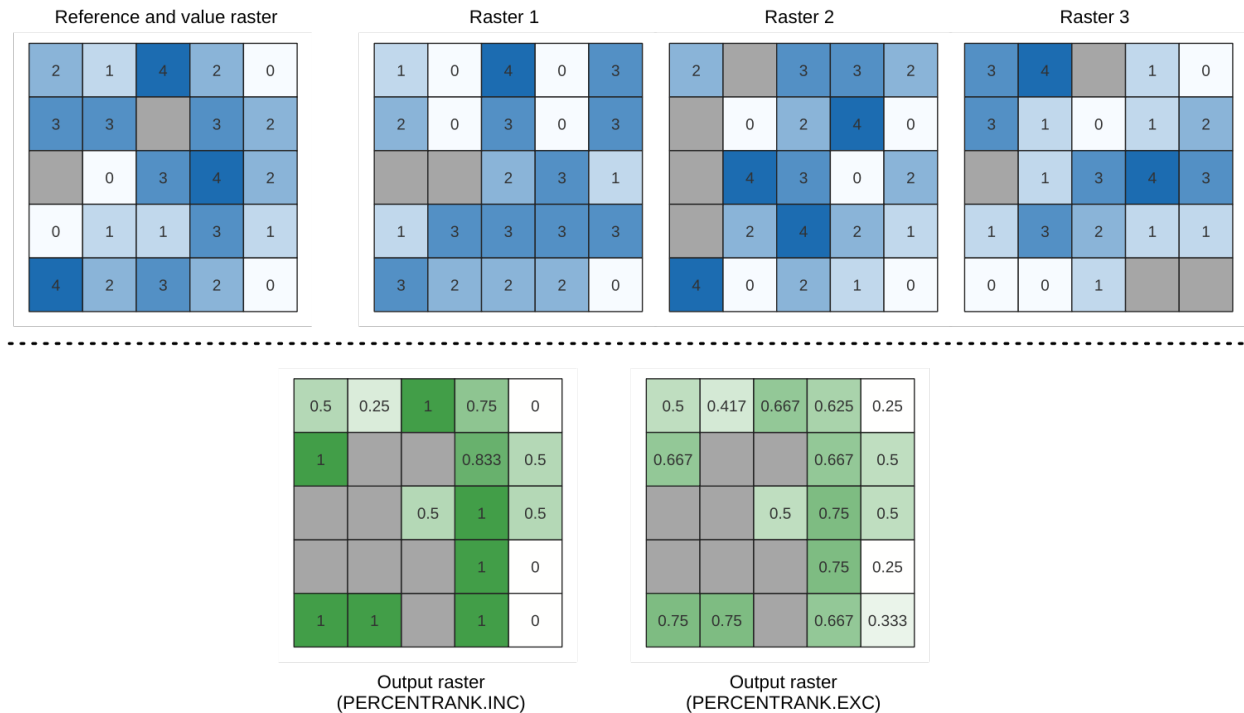 Reference and value raster Raster 1 Raster 2 Raster 3
2 1 4 2 0 1 0 4 0 3 2 3 3 2 3 4 1 0
3 3 3 2 2 0 3 0 3 0 2 4 0 3 1 0 1 2
0 3 4 2 2 3 1 4 3 0 2 1 3 4 3
0 1 1 3 1 1 3 3 3 3 2 4 2 1 1 3 2 1 1
4 2 3 2 0 3 2 2 2 0 4 0 2 1 0 0 0 1
0.5 0.25 1 0.75 0 0.5 0.417 0.667 0.625 0.25
1 0.833 0.5 0.667 0.667 0.5
0.5 1 0.5 0.5 0.75 0.5
1 0 0.75 0.25
1 1 1 0 0.75 0.75 0.667 0.333
Output raster Output raster
(PERCENTRANK.INC) (PERCENTRANK.EXC)